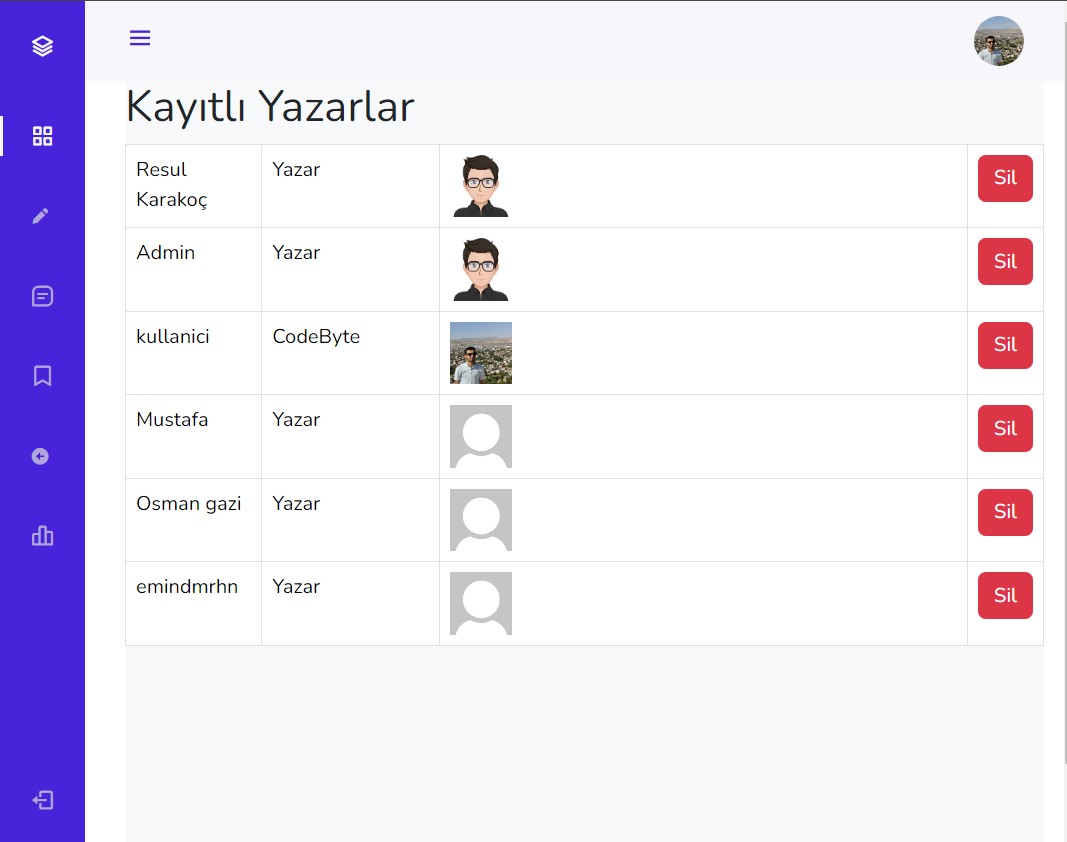 Kayıtlı Yazarlar
Resul Yazar Sil
Karakoç
Admin Yazar Sil
kullanici CodeByte Sil
Mustafa Yazar Sil
Osman gazi Yazar Sil
emindmrhn Yazar Sil